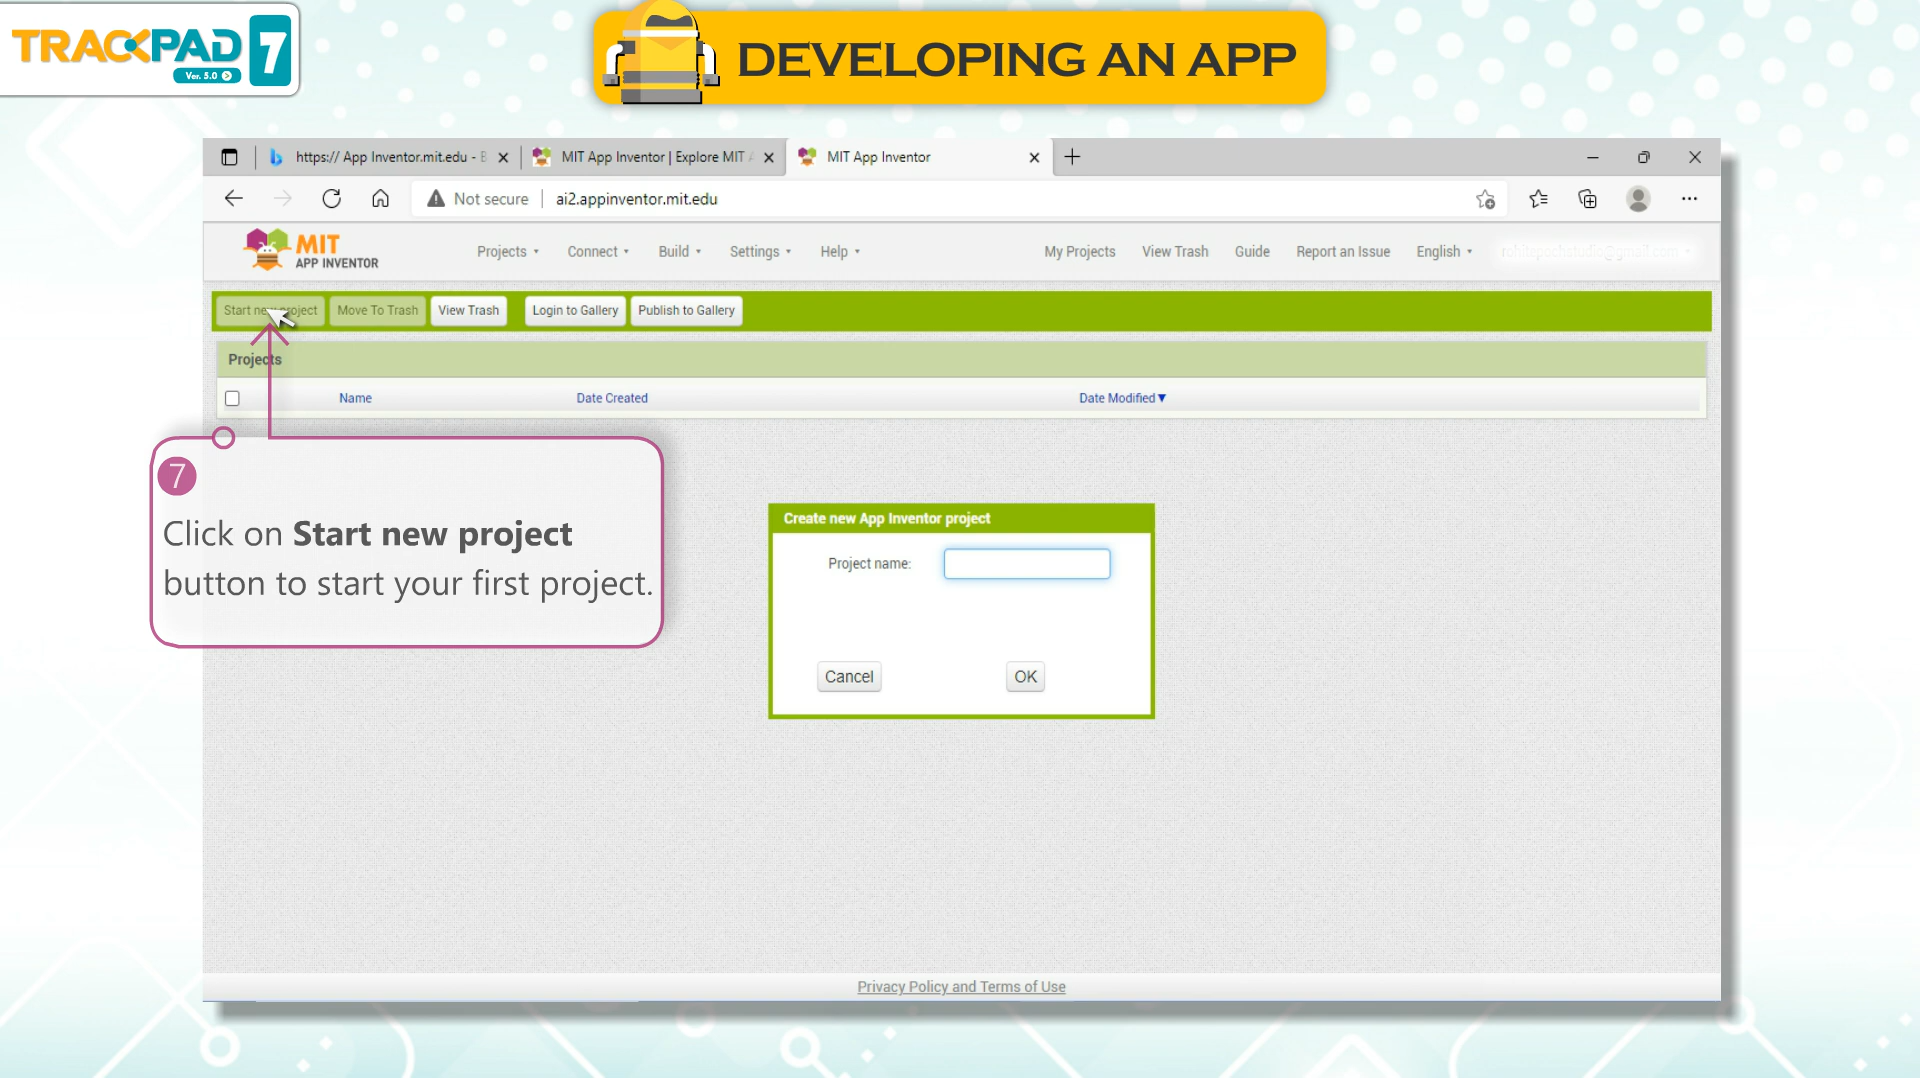 TRACKPAD 7
Ver. 5.0
DEVELOPING AN APP
https:// App Inventor.mit.edu - B
MIT App Inventor | Explore MIT A
MIT App Inventor
Not secure | ai2.appinventor.mit.edu
MIT
APP INVENTOR
Projects Connect Build Settings Help My Projects View Trash Guide Report an Issue English
Start new project Move To Trash View Trash Login to Gallery Publish to Gallery
Projects
Name Date Created Date Modified
7
Click on Start new project
button to start your first project.
Create new App Inventor project
Project name:
Cancel OK
Privacy Policy and Terms of Use